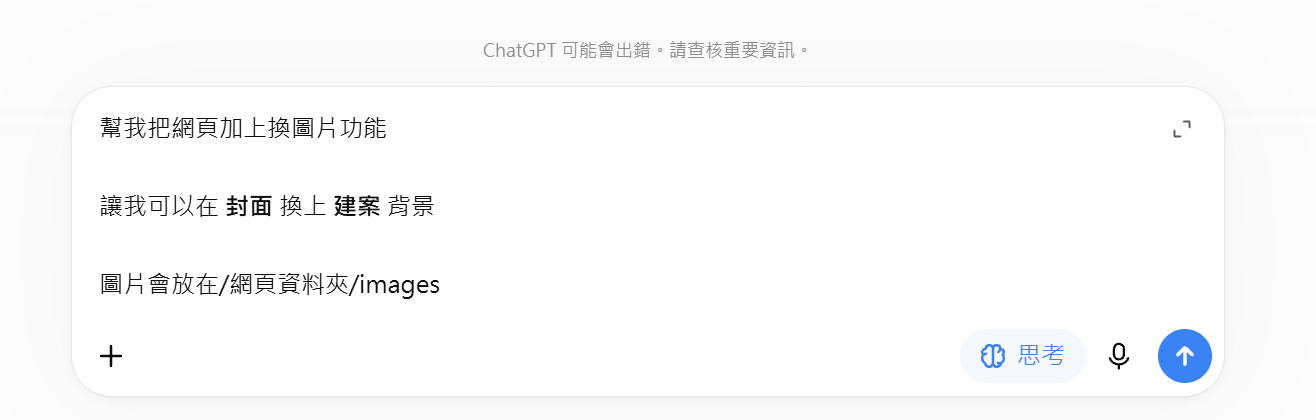 ChatGPT 可能會出錯。請查核重要資訊。
幫我把網頁加上換圖片功能
讓我可以在 封面 換上 建案 背景
圖片會放在/網頁資料夾/images
思考